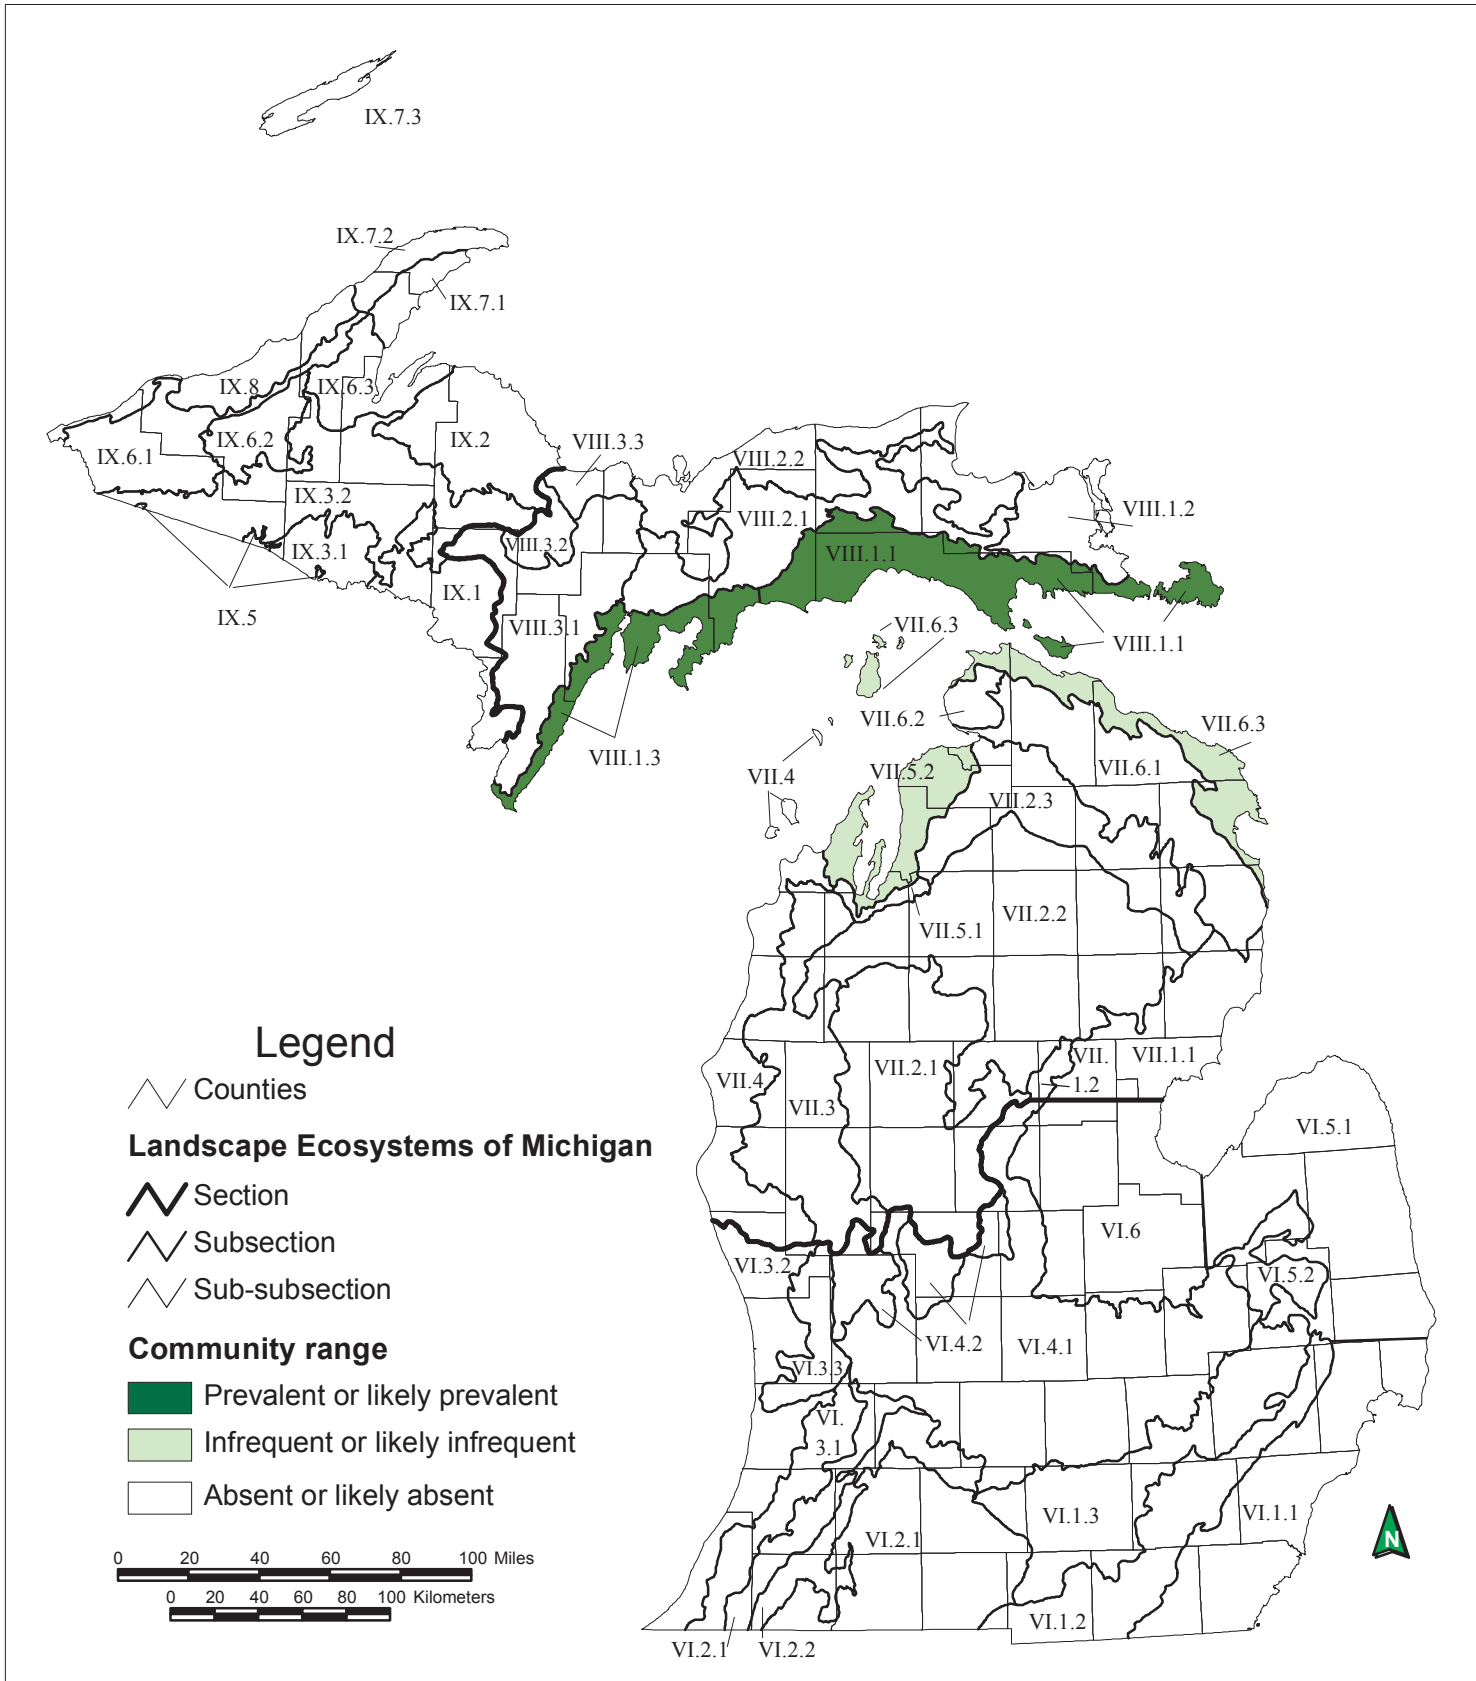 IX.7.3
IX.7.2
IX.7.1
IX.8
IX.6.3
IX.6.2
IX.2
IX.6.1
VIII.3.3
VIII.2.2
IX.3.2
VIII.1.2
VIII.2.1
IX.3.1
VIII.3.2
VIII.1.1
IX.1
IX.5
VIII.3.1
VII.6.3
VIII.1.1
VII.6.2
VII.6.3
VIII.1.3
VII.4
VII.5.2
VII.6.1
VII.2.3
VII.5.1
VII.2.2
VII.4
VII.3
VII.2.1
VII.
1.2
VII.1.1
VI.5.1
VI.6
VI.3.2
VI.5.2
VI.4.2
VI.4.1
VI.3.3
VI.
3.1
VI.2.1
VI.1.3
VI.1.1
VI.1.2
VI.2.1
VI.2.2
Legend
Counties
Landscape Ecosystems of Michigan
Section
Subsection
Sub-subsection
Community range
Prevalent or likely prevalent
Infrequent or likely infrequent
Absent or likely absent
0 20 40 60 80 100 Miles
0 20 40 60 80 100 Kilometers
N